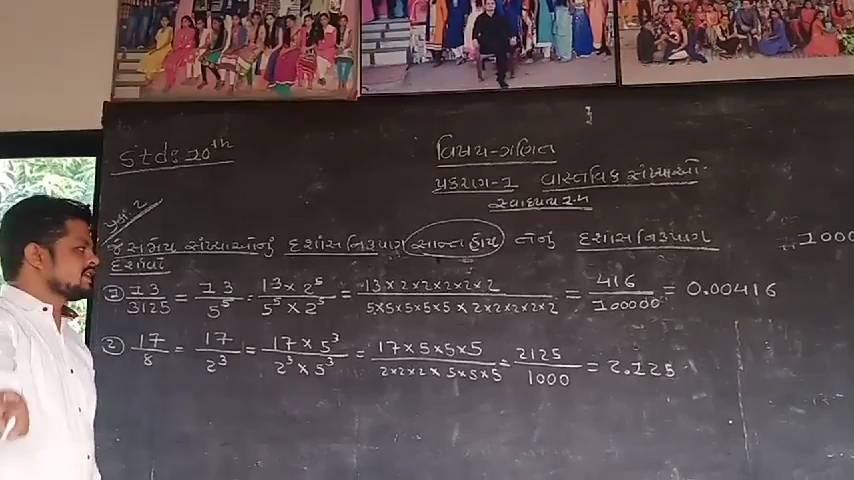 Std: 10th
વિષય-ગણિત
પ્રકરણ-1 વાસ્તવિક સંખ્યાઓ
સ્વાધ્યાય 1.4
પ્રશ્ન. 2
જે સંમેય સંખ્યાઓનું દશાંશ નિરૂપણ સાન્ત હોય તેનું દશાંશ નિરૂપણ
દર્શાવો
① 13/3125 = 13/5⁵ = 13×2⁵/5⁵×2⁵ = 13×2×2×2×2×2/5×5×5×5×5×2×2×2×2×2 = 416/100000 = 0.00416
② 17/8 = 17/2³ = 17×5³/2³×5³ = 17×5×5×5/2×2×2×5×5×5 = 2125/1000 = 2.125